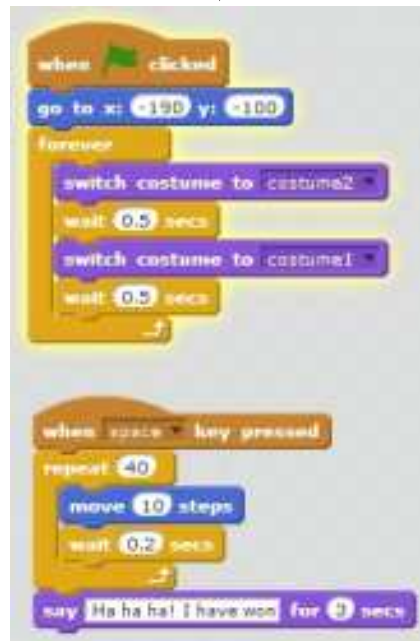 when clicked
go to x: -190 y: -100
forever
switch costume to costume2
wait 0.5 secs
switch costume to costume1
wait 0.5 secs
when space key pressed
repeat 40
move 10 steps
wait 0.2 secs
say Ha ha ha! I have won for 3 secs